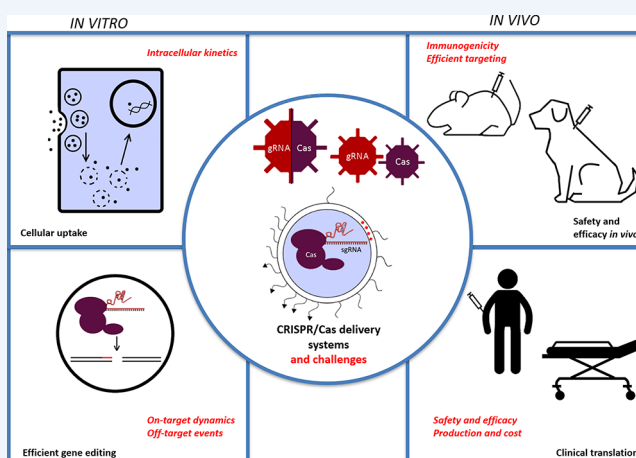 IN VITRO
IN VIVO
Intracellular kinetics
Immunogenicity
Efficient targeting
gRNA Cas
gRNA
Cas
Cellular uptake
Safety and
efficacy in vivo
Cas
sgRNA
CRISPR/Cas delivery
systems
and challenges
On-target dynamics
Off-target events
Efficient gene editing
Safety and efficacy
Production and cost
Clinical translation